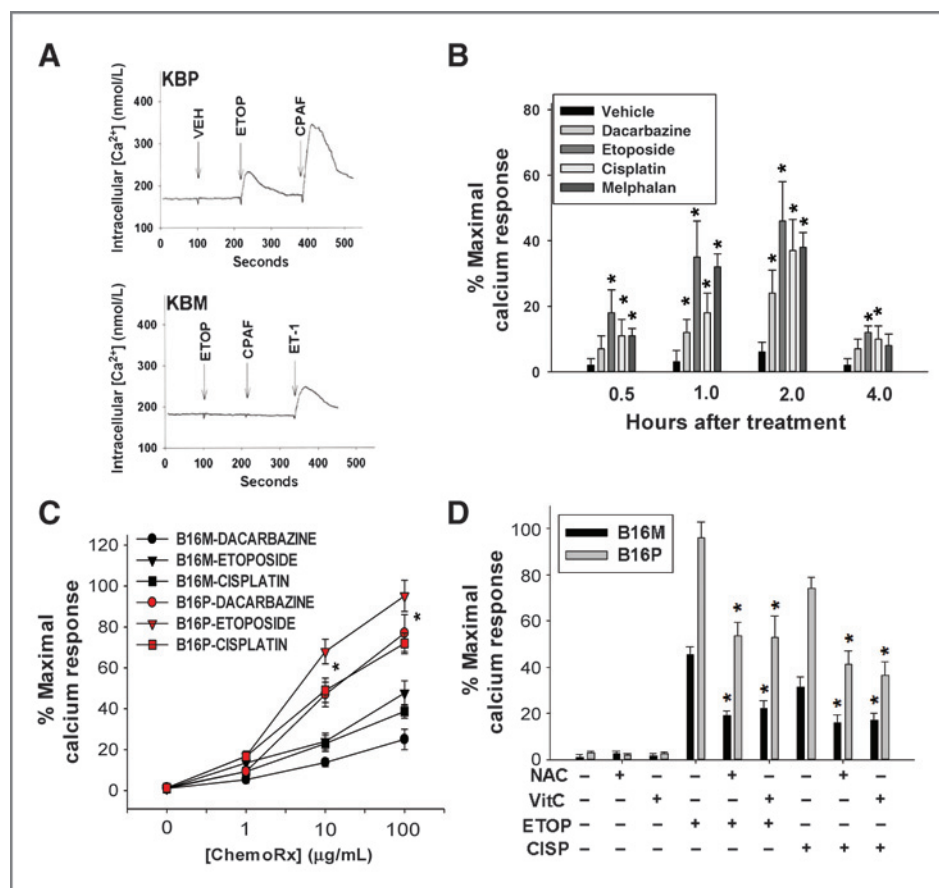 A
KBP
Intracellular [Ca2+] (nmol/L)
400
300
200
100
VEH
ETOP
CPAF
0 100 200 300 400 500
Seconds
KBM
Intracellular [Ca2+] (nmol/L)
400
300
200
100
ETOP
CPAF
ET-1
0 100 200 300 400 500
Seconds
B
% Maximal
calcium response
80
60
40
20
0
Vehicle
Dacarbazine
Etoposide
Cisplatin
Melphalan
* * *
* * * *
* * * *
* *
0.5 1.0 2.0 4.0
Hours after treatment
C
% Maximal
calcium response
120
100
80
60
40
20
0
B16M-DACARBAZINE
B16M-ETOPOSIDE
B16M-CISPLATIN
B16P-DACARBAZINE
B16P-ETOPOSIDE
B16P-CISPLATIN
*
*
0 1 10 100
[ChemoRx] (μg/mL)
D
% Maximal
calcium response
100
80
60
40
20
0
B16M
B16P
* * * *
* * * *
NAC – + – – + – – + –
VitC – – + – – + – – +
ETOP – – – + + + – – –
CISP – – – – – – + + +